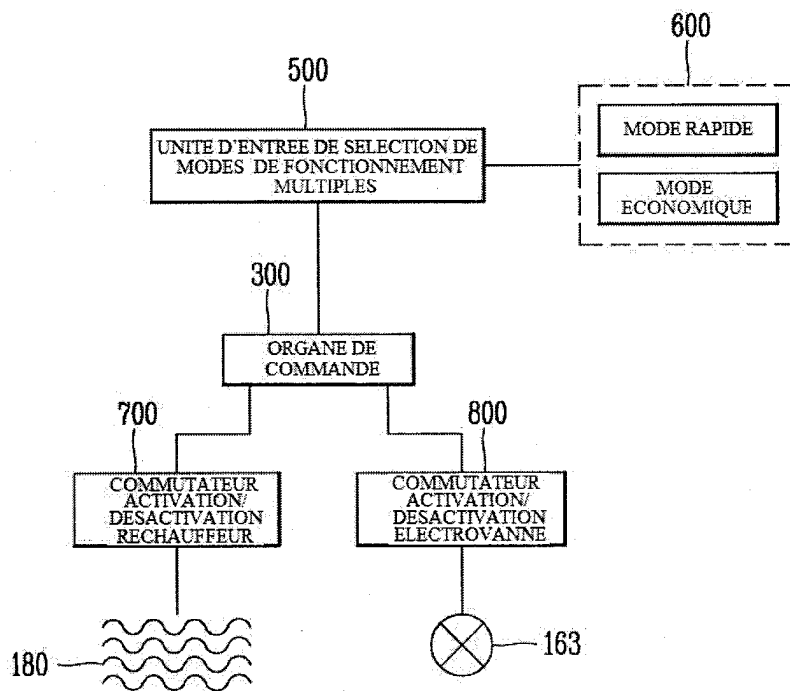 600
500
UNITE D'ENTREE DE SELECTION DE
MODES DE FONCTIONNEMENT
MULTIPLES
MODE RAPIDE
MODE
ECONOMIQUE
300
ORGANE DE
COMMANDE
700
800
COMMUTATEUR
ACTIVATION/
DESACTIVATION
RECHAUFFEUR
COMMUTATEUR
ACTIVATION/
DESACTIVATION
ELECTROVANNE
180
163